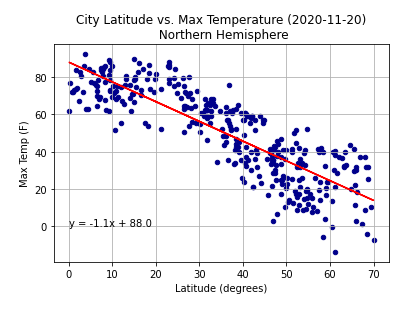 City Latitude vs. Max Temperature (2020-11-20)
Northern Hemisphere
Max Temp (F)
80
60
40
20
0
y = -1.1x + 88.0
0 10 20 30 40 50 60 70
Latitude (degrees)